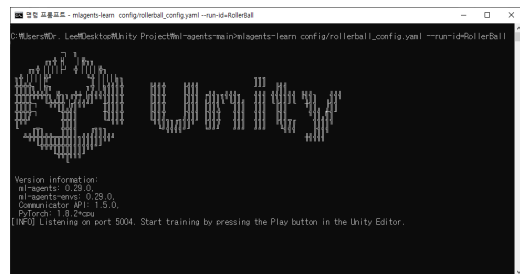 명령 프롬프트 - mlagents-learn config/rollerball_config.yaml --run-id=RollerBall
C:\Users\Dr. Lee\Desktop\Unity Project\ml-agents-main>mlagents-learn config/rollerball_config.yaml --run-id=RollerBall
unity
Version information:
ml-agents: 0.29.0,
ml-agents-envs: 0.29.0,
Communicator API: 1.5.0,
PyTorch: 1.8.2+cpu
[INFO] Listening on port 5004. Start training by pressing the Play button in the Unity Editor.